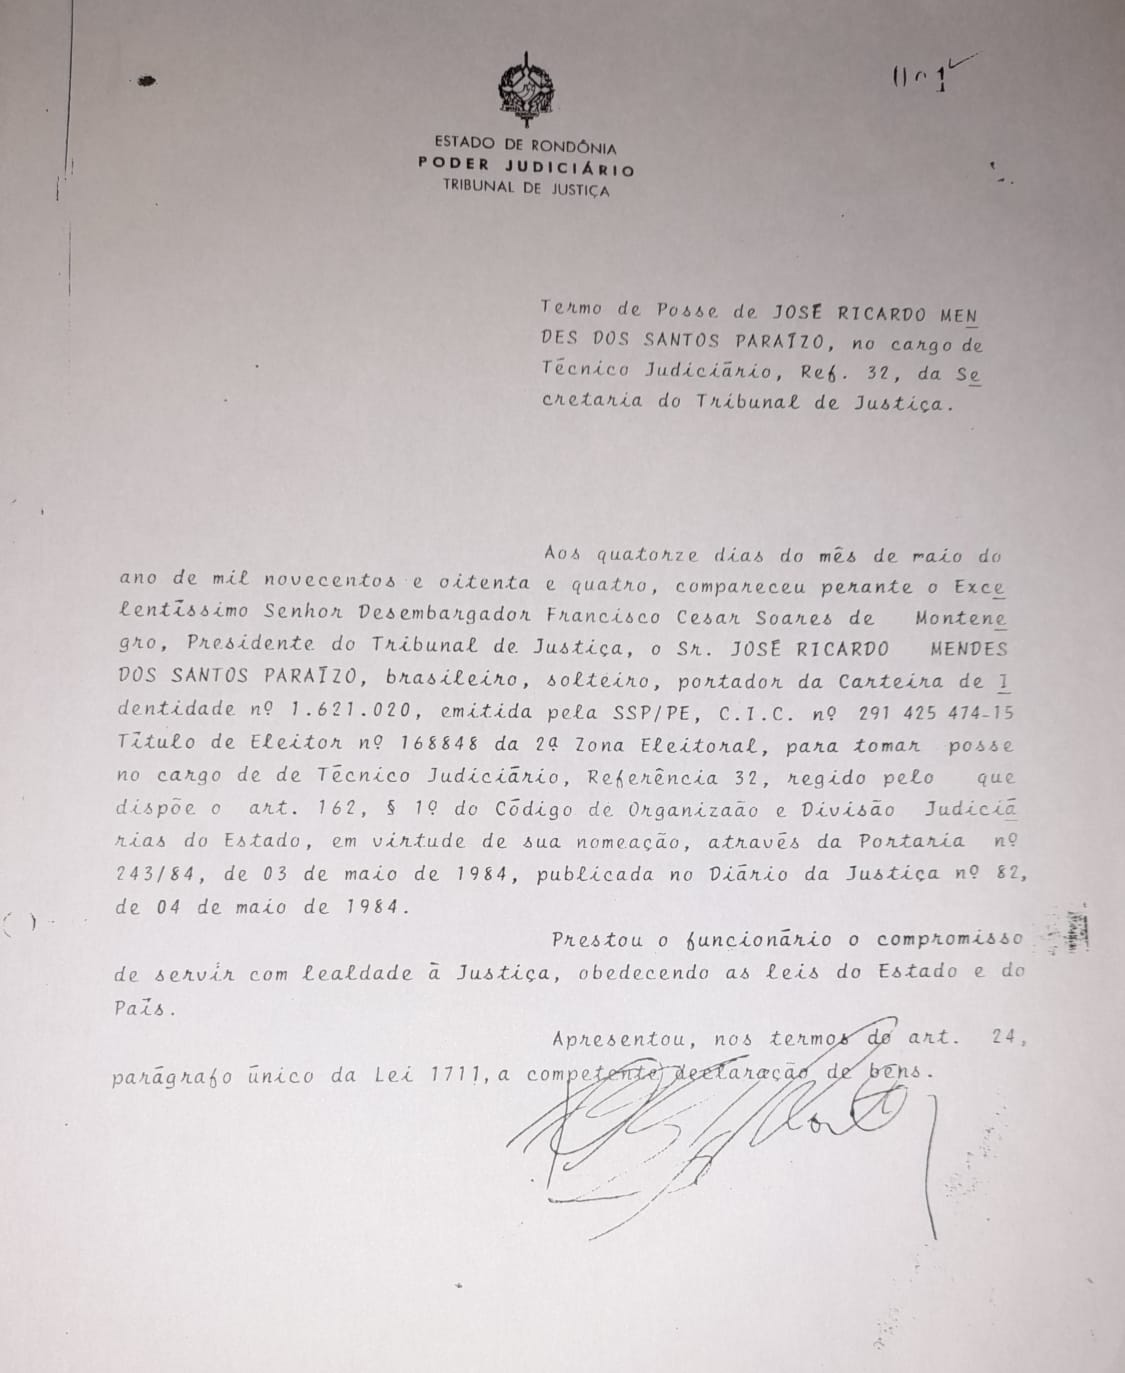 ESTADO DE RONDÔNIA
PODER JUDICIÁRIO
TRIBUNAL DE JUSTIÇA
Termo de Posse de JOSÉ RICARDO MEN
DES DOS SANTOS PARAÍZO, no cargo de
Técnico Judiciário, Ref. 32, da Se
cretaria do Tribunal de Justiça.
Aos quatorze dias do mês de maio do
ano de mil novecentos e oitenta e quatro, compareceu perante o Exce
lentíssimo Senhor Desembargador Francisco Cesar Soares de Montene
gro, Presidente do Tribunal de Justiça, o Sr. JOSÉ RICARDO MENDES
DOS SANTOS PARAÍZO, brasileiro, solteiro, portador da Carteira de I
dentidade nº 1.621.020, emitida pela SSP/PE, C.I.C. nº 291 425 474-15
Título de Eleitor nº 168848 da 2ª Zona Eleitoral, para tomar posse
no cargo de de Técnico Judiciário, Referência 32, regido pelo que
dispõe o art. 162, § 1º do Código de Organizaão e Divisão Judiciá
rias do Estado, em virtude de sua nomeação, através da Portaria nº
243/84, de 03 de maio de 1984, publicada no Diário da Justiça nº 82,
de 04 de maio de 1984.
Prestou o funcionário o compromisso
de servir com lealdade à Justiça, obedecendo as leis do Estado e do
País.
Apresentou, nos termos do art. 24,
parágrafo único da Lei 1711, a competente declaração de bens.